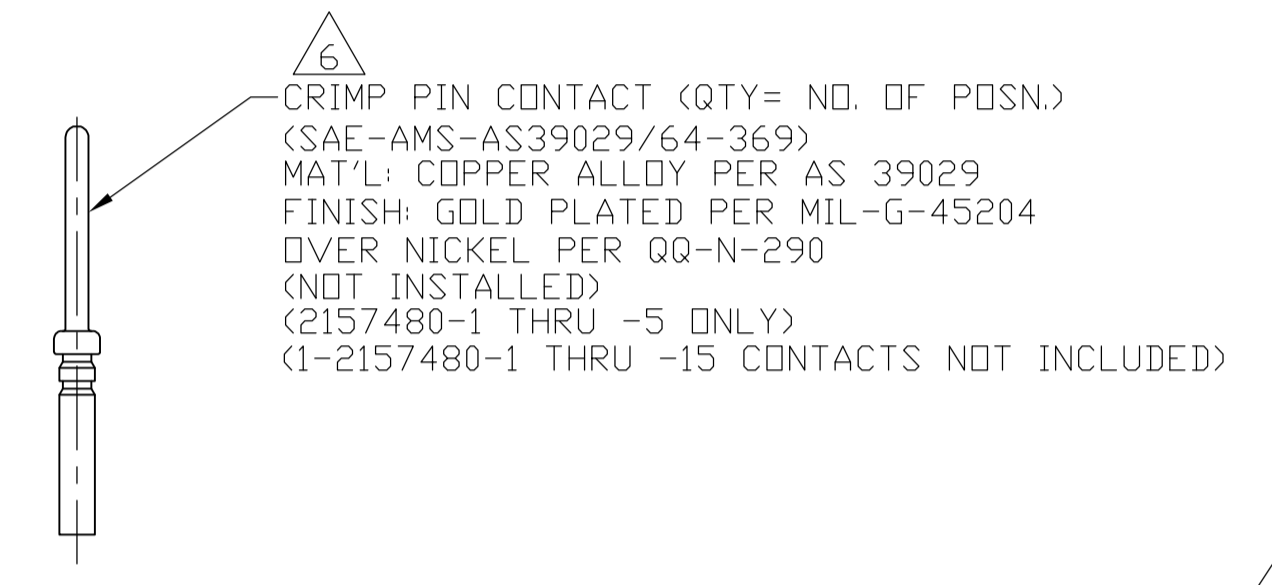 6
CRIMP PIN CONTACT (QTY= NO. OF POSN.)
(SAE-AMS-AS39029/64-369)
MAT'L: COPPER ALLOY PER AS 39029
FINISH: GOLD PLATED PER MIL-G-45204
OVER NICKEL PER QQ-N-290
(NOT INSTALLED)
(2157480-1 THRU -5 ONLY)
(1-2157480-1 THRU -15 CONTACTS NOT INCLUDED)